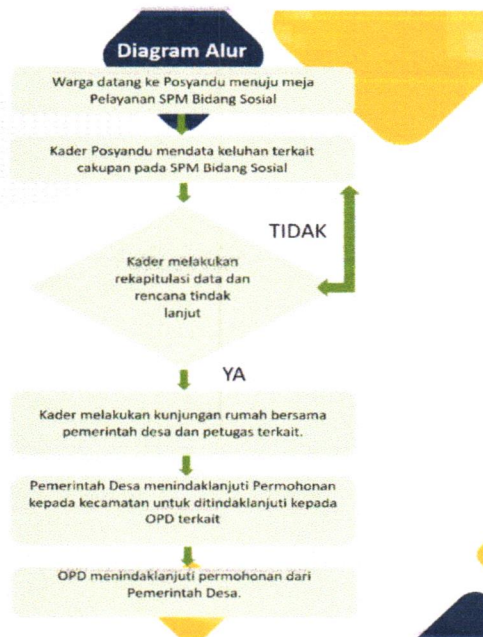 Diagram Alur
Warga datang ke Posyandu menuju meja
Pelayanan SPM Bidang Sosial
Kader Posyandu mendata keluhan terkait
cakupan pada SPM Bidang Sosial
TIDAK
Kader melakukan
rekapitulasi data dan
rencana tindak
lanjut
YA
Kader melakukan kunjungan rumah bersama
pemerintah desa dan petugas terkait.
Pemerintah Desa menindaklanjuti Permohonan
kepada kecamatan untuk ditindaklanjuti kepada
OPD terkait
OPD menindaklanjuti permohonan dari
Pemerintah Desa.